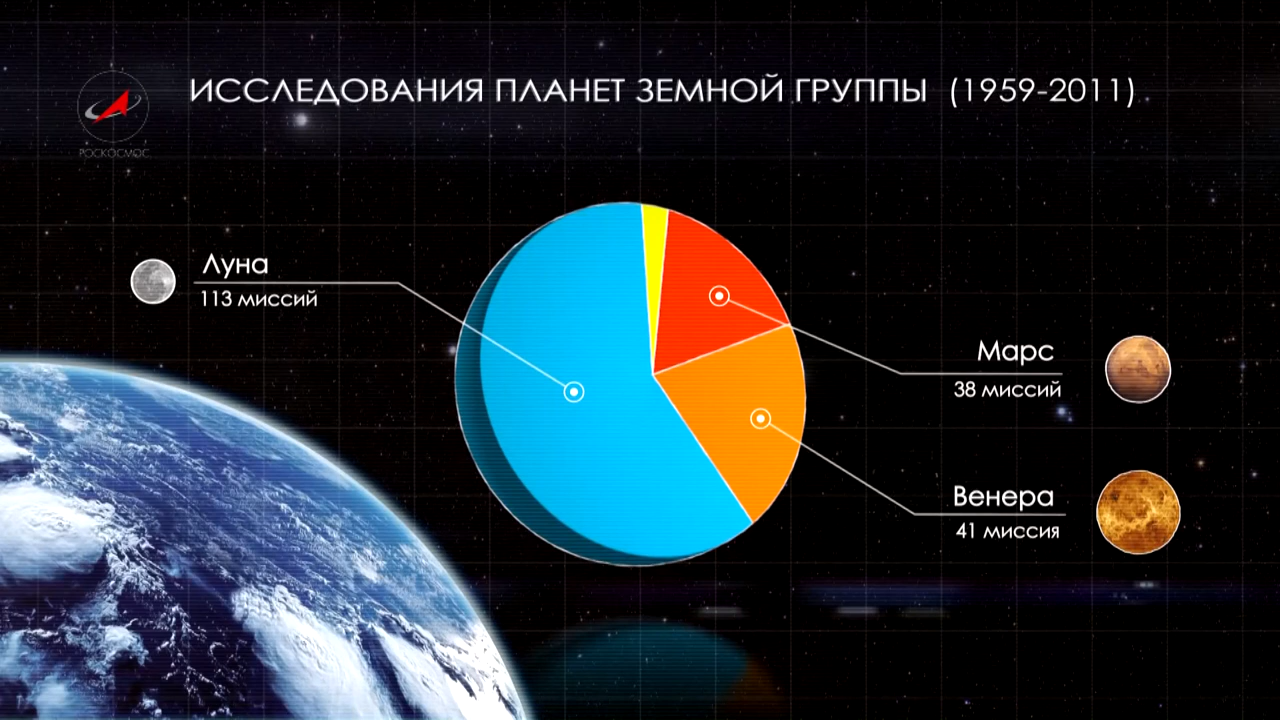 ИССЛЕДОВАНИЯ ПЛАНЕТ ЗЕМНОЙ ГРУППЫ (1959-2011)
РОСКОСМОС
Луна
113 миссий
Марс
38 миссий
Венера
41 миссия